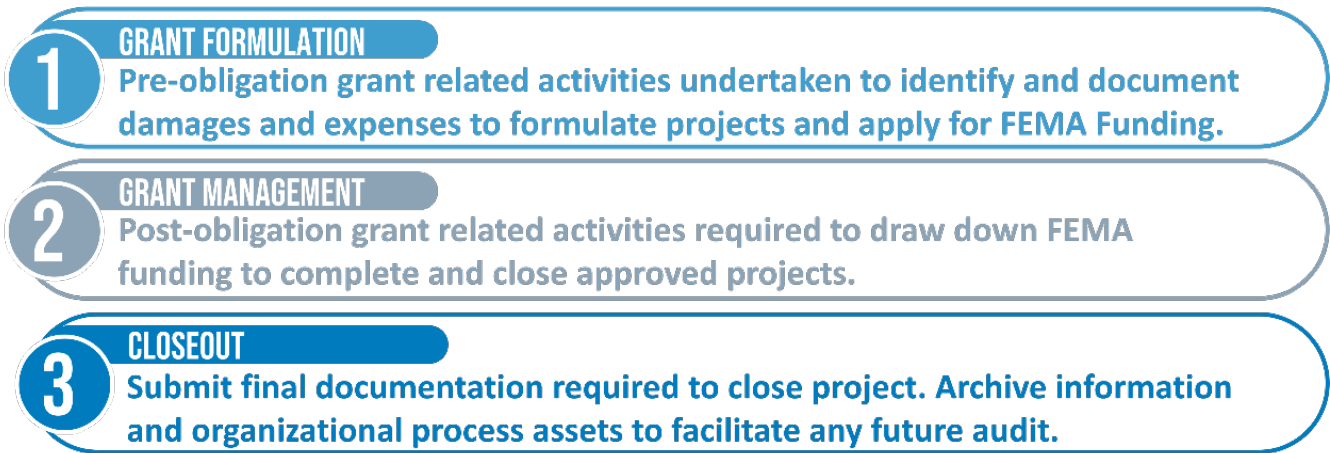 1
GRANT FORMULATION
Pre-obligation grant related activities undertaken to identify and document
damages and expenses to formulate projects and apply for FEMA Funding.
2
GRANT MANAGEMENT
Post-obligation grant related activities required to draw down FEMA
funding to complete and close approved projects.
3
CLOSEOUT
Submit final documentation required to close project. Archive information
and organizational process assets to facilitate any future audit.